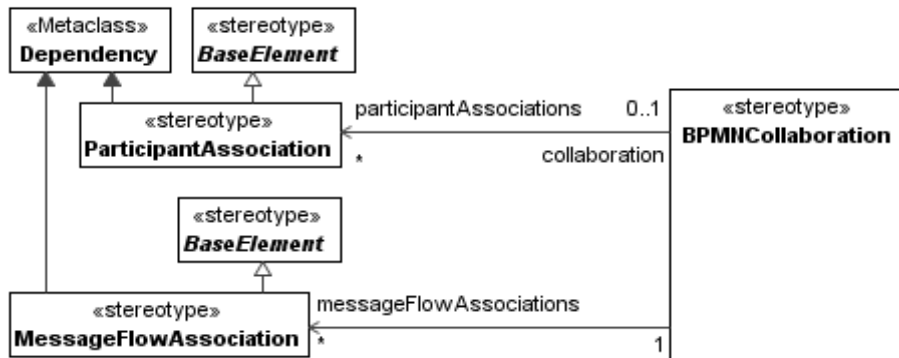 «Metaclass»
Dependency
«stereotype»
BaseElement
«stereotype»
ParticipantAssociation
participantAssociations 0..1
* collaboration
«stereotype»
BPMNCollaboration
«stereotype»
BaseElement
«stereotype»
MessageFlowAssociation
messageFlowAssociations
* 1